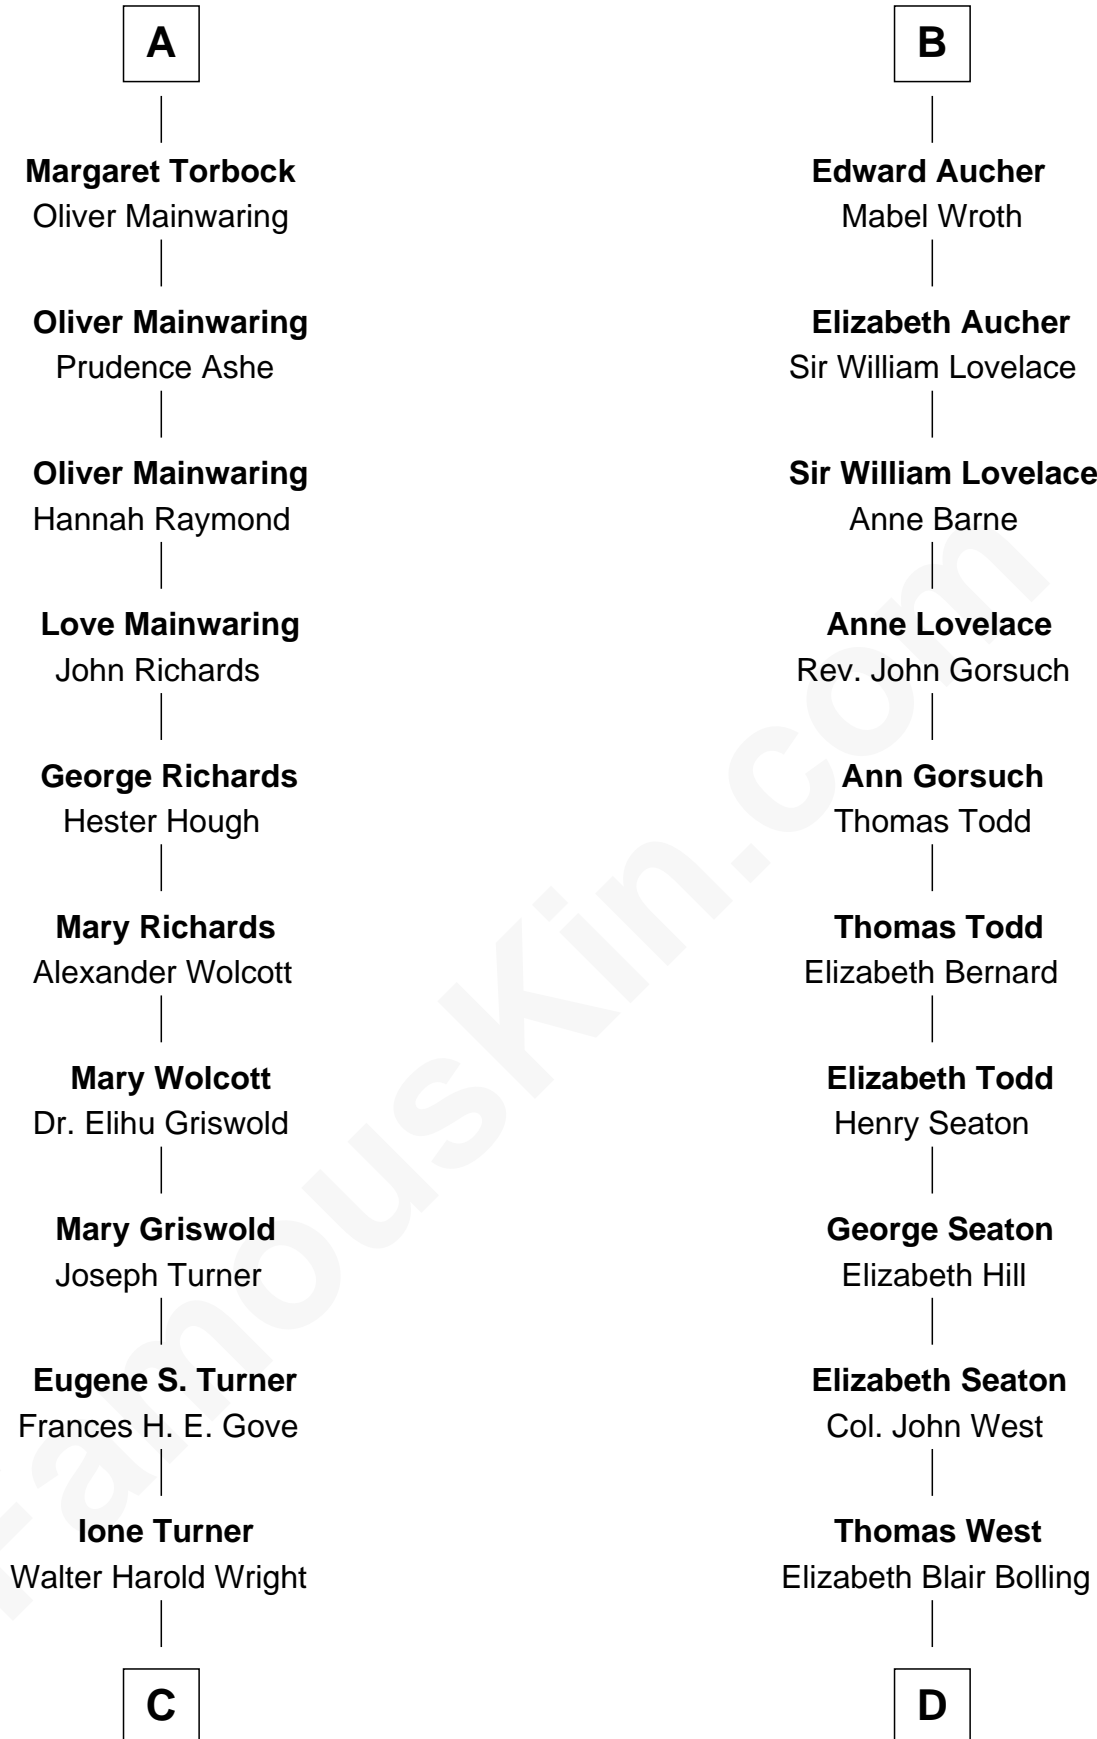 A
Margaret Torbock
Oliver Mainwaring
Oliver Mainwaring
Prudence Ashe
Oliver Mainwaring
Hannah Raymond
Love Mainwaring
John Richards
George Richards
Hester Hough
Mary Richards
Alexander Wolcott
Mary Wolcott
Dr. Elihu Griswold
Mary Griswold
Joseph Turner
Eugene S. Turner
Frances H. E. Gove
Ione Turner
Walter Harold Wright
C
B
Edward Aucher
Mabel Wroth
Elizabeth Aucher
Sir William Lovelace
Sir William Lovelace
Anne Barne
Anne Lovelace
Rev. John Gorsuch
Ann Gorsuch
Thomas Todd
Thomas Todd
Elizabeth Bernard
Elizabeth Todd
Henry Seaton
George Seaton
Elizabeth Hill
Elizabeth Seaton
Col. John West
Thomas West
Elizabeth Blair Bolling
D
FamousKin.com